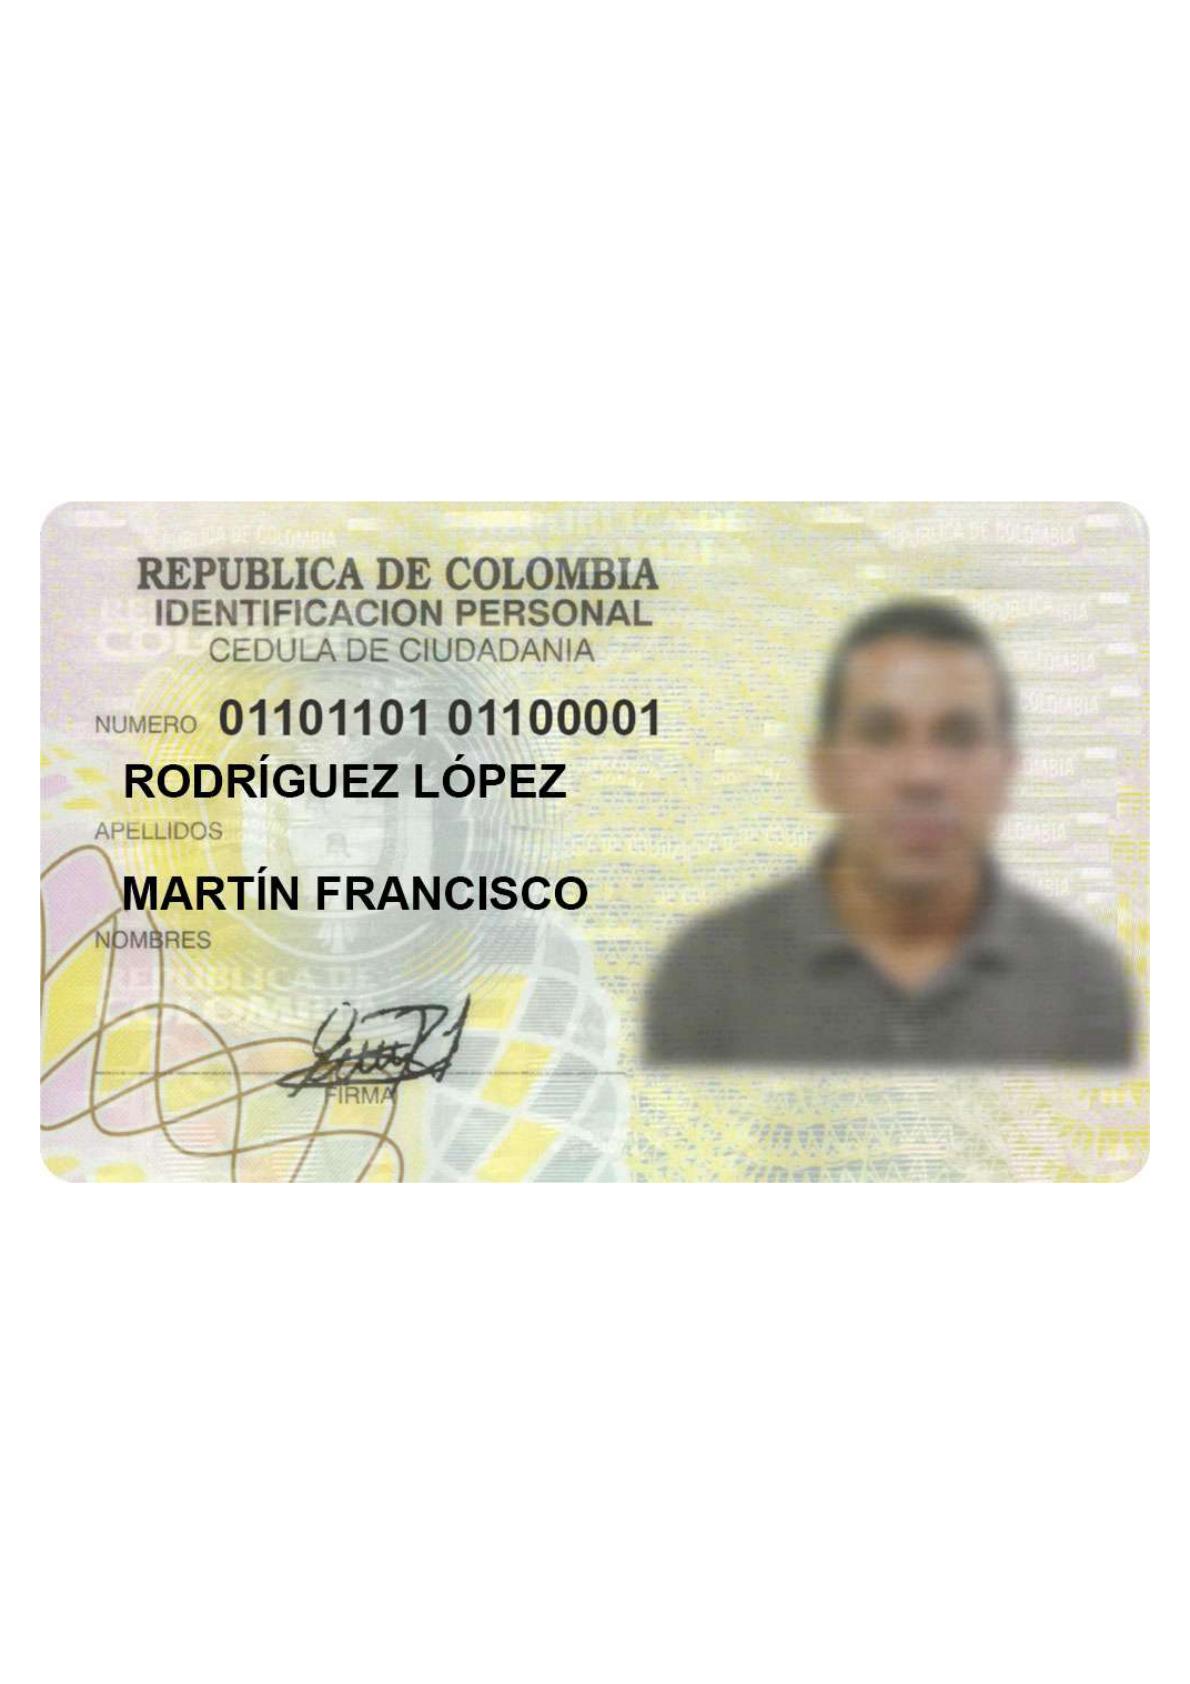 REPUBLICA DE COLOMBIA
IDENTIFICACION PERSONAL
CEDULA DE CIUDADANIA
NUMERO 01101101 01100001
RODRÍGUEZ LÓPEZ
APELLIDOS
MARTÍN FRANCISCO
NOMBRES
FIRMA